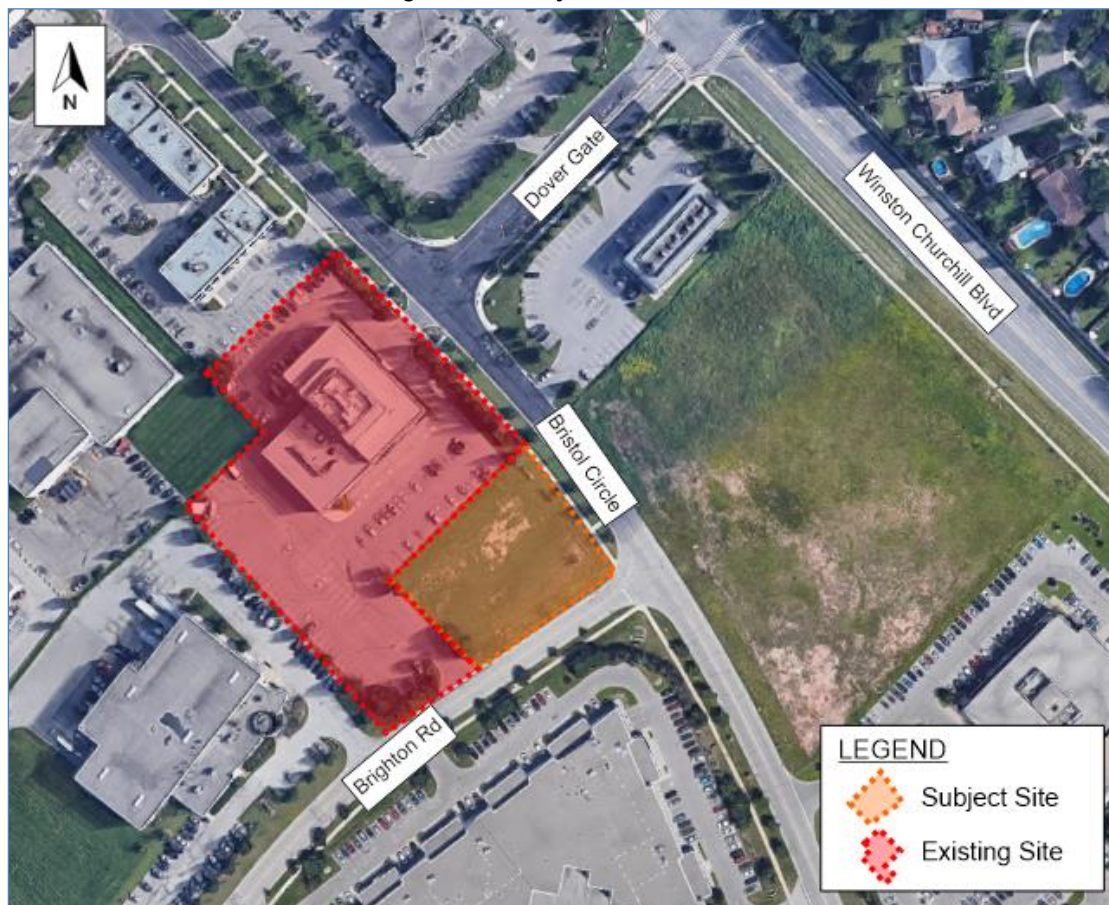 N
Dover Gate
Winston Churchill Blvd
Bristol Circle
Brighton Rd
LEGEND
Subject Site
Existing Site